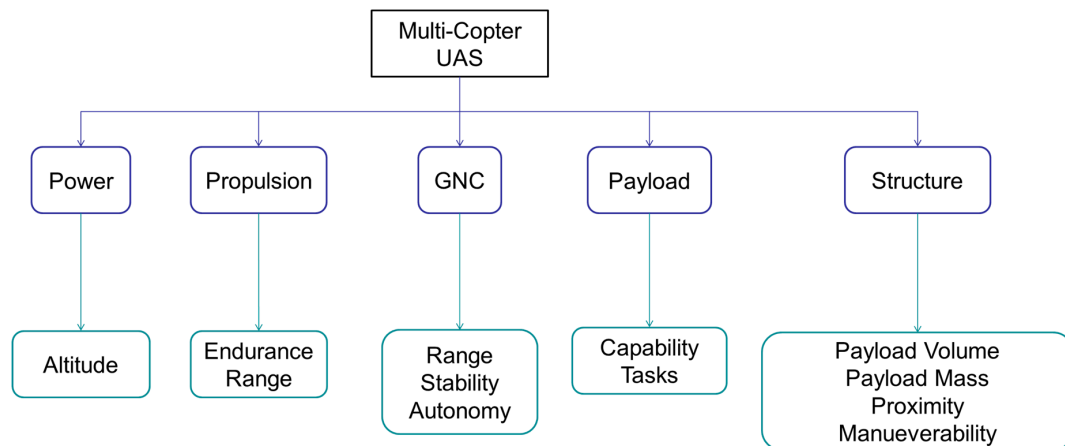 Multi-Copter
UAS
Power
Propulsion
GNC
Payload
Structure
Altitude
Endurance
Range
Range
Stability
Autonomy
Capability
Tasks
Payload Volume
Payload Mass
Proximity
Manueverability